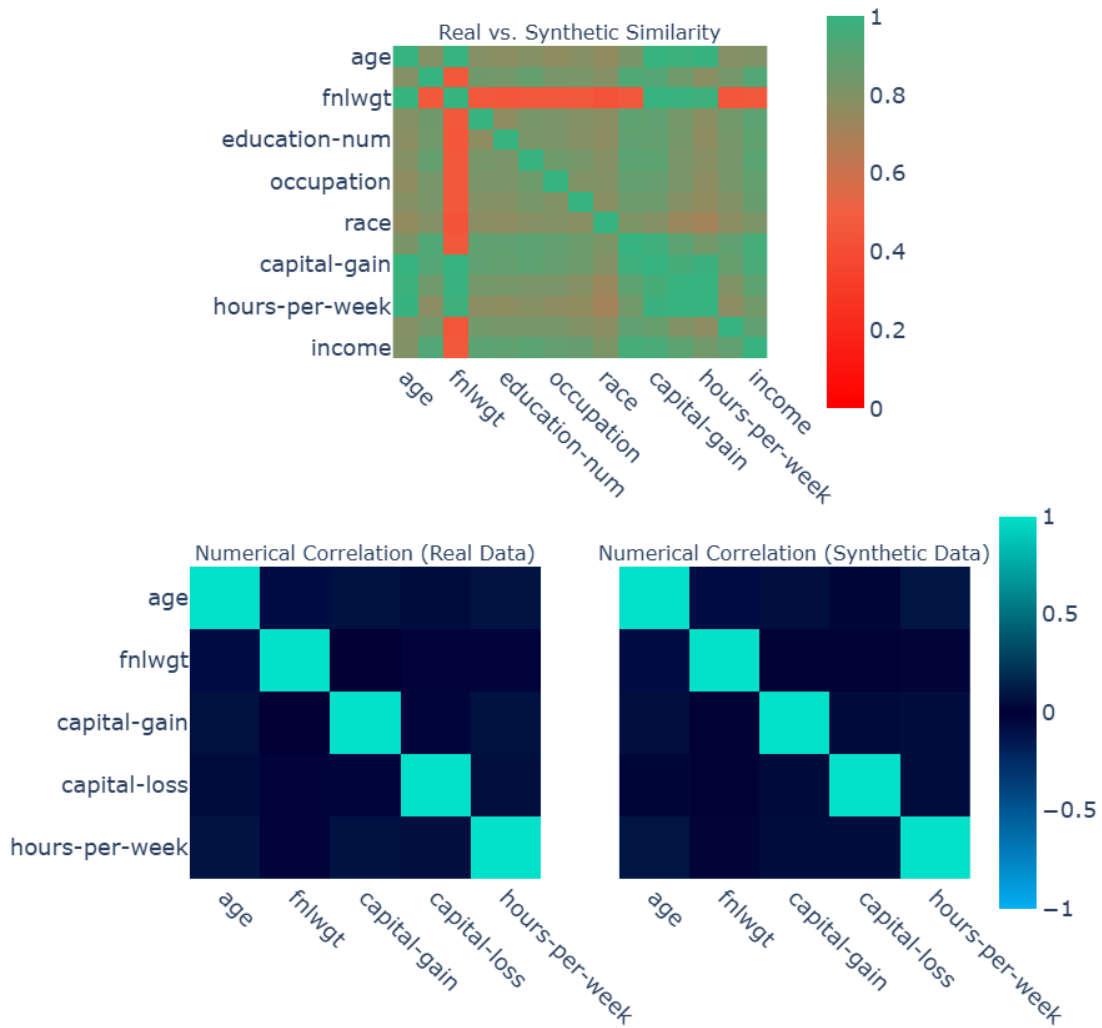 Real vs. Synthetic Similarity
age
fnlwgt
education-num
occupation
race
capital-gain
hours-per-week
income
age
fnlwgt
education-num
occupation
race
capital-gain
hours-per-week
income
1
0.8
0.6
0.4
0.2
0
Numerical Correlation (Real Data)
age
fnlwgt
capital-gain
capital-loss
hours-per-week
age
fnlwgt
capital-gain
capital-loss
hours-per-week
Numerical Correlation (Synthetic Data)
age
fnlwgt
capital-gain
capital-loss
hours-per-week
1
0.5
0
−0.5
−1